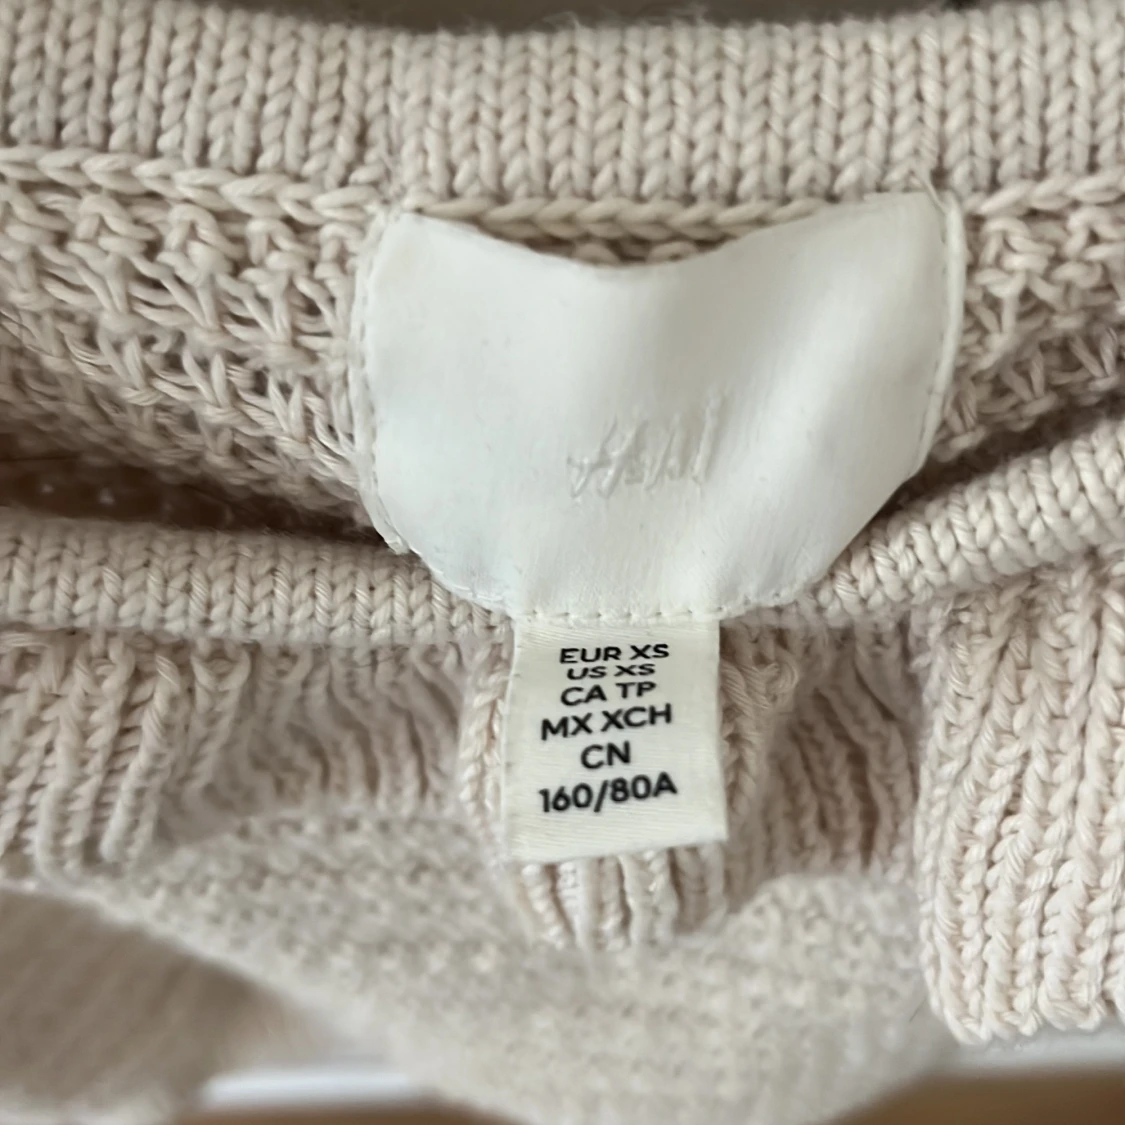 H&M
EUR XS
US XS
CA TP
MX XCH
CN
160/80A